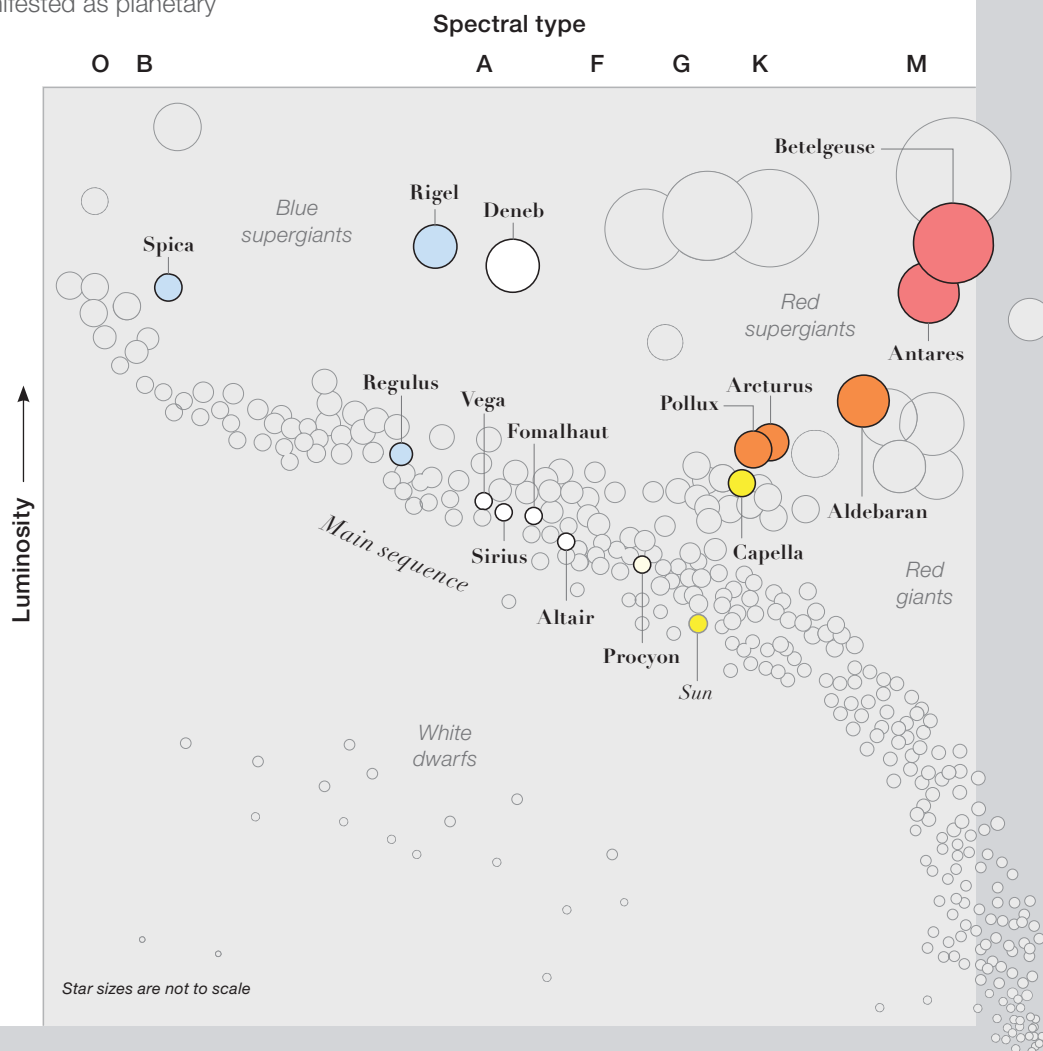 nifested as planetary
Spectral type
O B A F G K M
Betelgeuse
Rigel
Blue
supergiants
Deneb
Spica
Red
supergiants
Antares
Regulus
Arcturus
Vega
Pollux
Fomalhaut
Luminosity
Main sequence
Aldebaran
Sirius
Capella
Red
giants
Altair
Procyon
Sun
White
dwarfs
Star sizes are not to scale